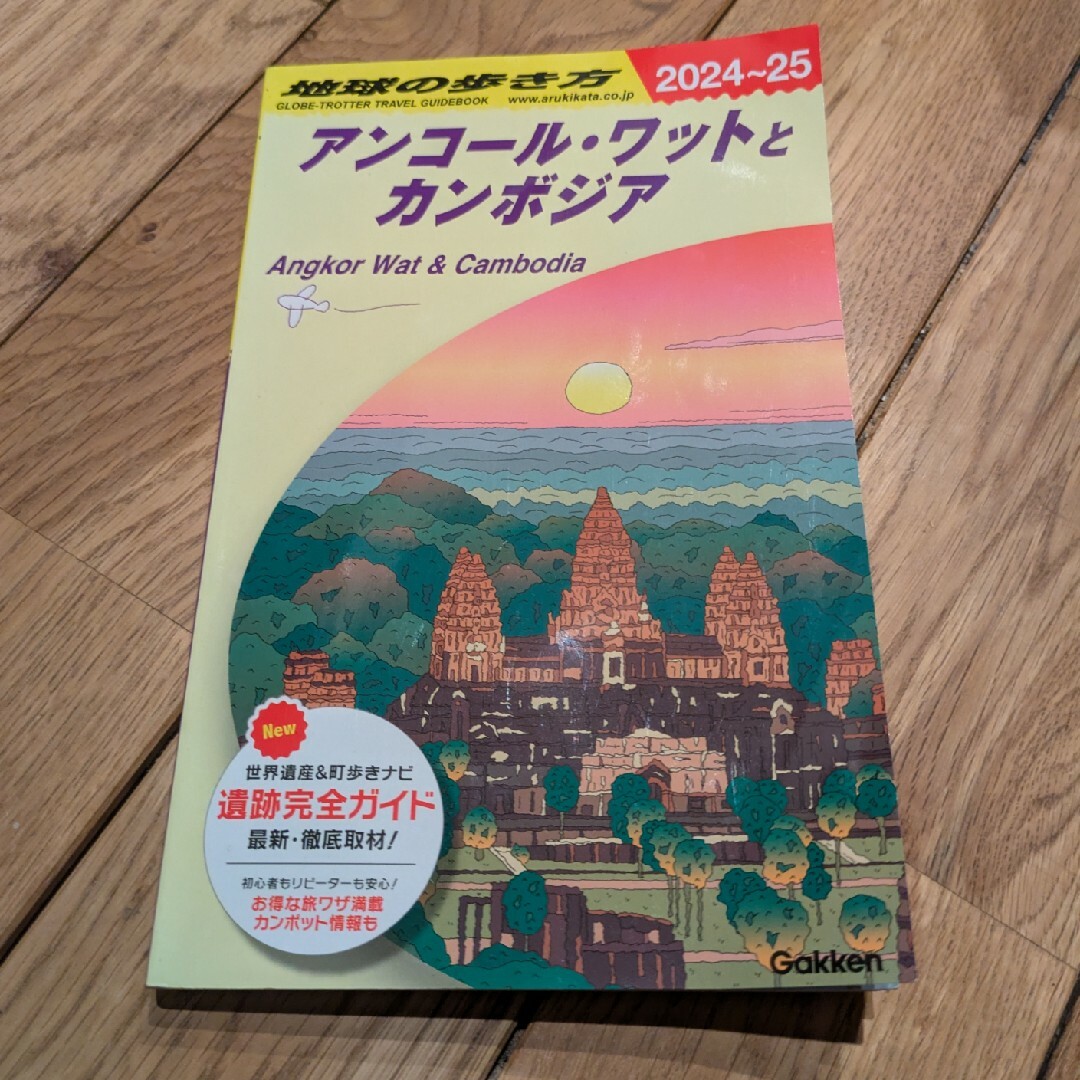 地球の歩き方
GLOBE-TROTTER TRAVEL GUIDEBOOK www.arukikata.co.jp
2024~25
アンコール・ワットと
カンボジア
Angkor Wat & Cambodia
New
世界遺産&町歩きナビ
遺跡完全ガイド
最新・徹底取材!
初心者もリピーターも安心!
お得な旅ワザ満載
カンポット情報も
Gakken